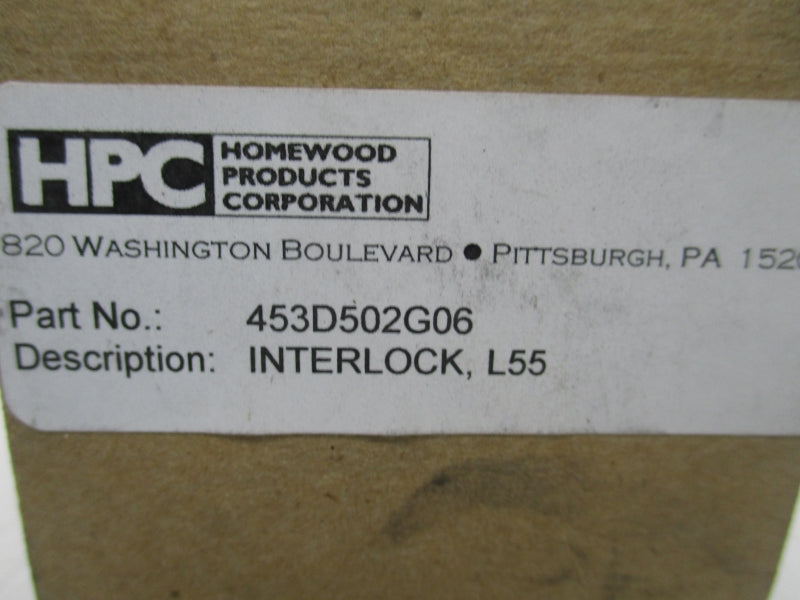 HPC HOMEWOOD
PRODUCTS
CORPORATION
820 WASHINGTON BOULEVARD ● PITTSBURGH, PA
Part No.: 453D502G06
Description: INTERLOCK, L55